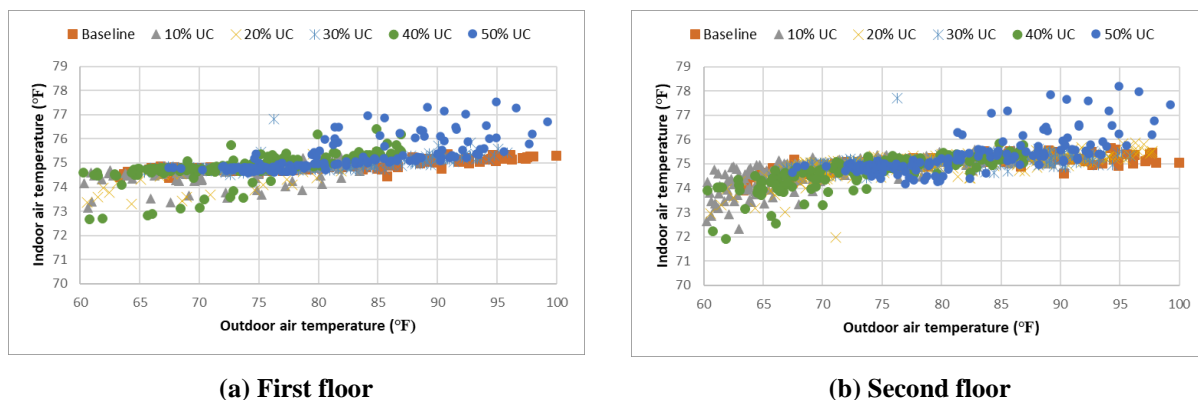 Baseline 10% UC 20% UC 30% UC 40% UC 50% UC
79
78
77
76
75
74
73
72
71
70
60 65 70 75 80 85 90 95 100
Indoor air temperature (°F)
Outdoor air temperature (°F)
(a) First floor
Baseline 10% UC 20% UC 30% UC 40% UC 50% UC
79
78
77
76
75
74
73
72
71
70
60 65 70 75 80 85 90 95 100
Indoor air temperature (°F)
Outdoor air temperature (°F)
(b) Second floor